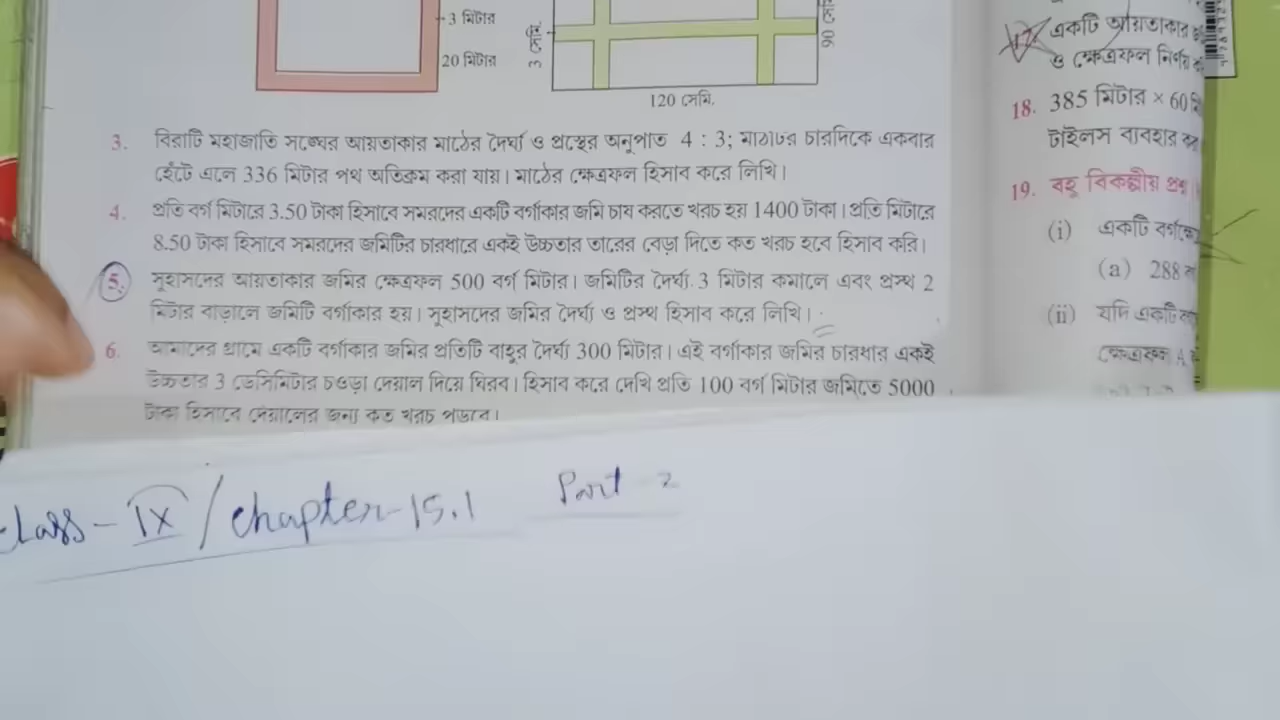 3 মিটার
20 মিটার
3 সেমি.
90 সেমি
120 সেমি.
3. বিরাটি মহাজাতি সঙ্ঘের আয়তাকার মাঠের দৈর্ঘ্য ও প্রস্থের অনুপাত 4 : 3; মাঠটির চারদিকে একবার
হেঁটে এলে 336 মিটার পথ অতিক্রম করা যায়। মাঠের ক্ষেত্রফল হিসাব করে লিখি।
4. প্রতি বর্গ মিটারে 3.50 টাকা হিসাবে সমরদের একটি বর্গাকার জমি চাষ করতে খরচ হয় 1400 টাকা। প্রতি মিটারে
8.50 টাকা হিসাবে সমরদের জমিটির চারধারে একই উচ্চতার তারের বেড়া দিতে কত খরচ হবে হিসাব করি।
5. সুহাসদের আয়তাকার জমির ক্ষেত্রফল 500 বর্গ মিটার। জমিটির দৈর্ঘ্য 3 মিটার কমালে এবং প্রস্থ 2
মিটার বাড়ালে জমিটি বর্গাকার হয়। সুহাসদের জমির দৈর্ঘ্য ও প্রস্থ হিসাব করে লিখি।
6. আমাদের গ্রামে একটি বর্গাকার জমির প্রতিটি বাহুর দৈর্ঘ্য 300 মিটার। এই বর্গাকার জমির চারধার একই
উচ্চতার 3 ডেসিমিটার চওড়া দেয়াল দিয়ে ঘিরব। হিসাব করে দেখি প্রতি 100 বর্গ মিটার জমিতে 5000
টাকা হিসাবে দেয়ালের জন্য কত খরচ পড়বে।
17. একটি আয়তাকার
ও ক্ষেত্রফল নির্ণয়
18. 385 মিটার × 60
টাইলস ব্যবহার
19. বহু বিকল্পীয় প্রশ্ন
(i) একটি বর্গক্ষে
(a) 288
(ii) যদি একটি
ক্ষেত্রফল A
Class - IX / chapter - 15.1 Part - 2